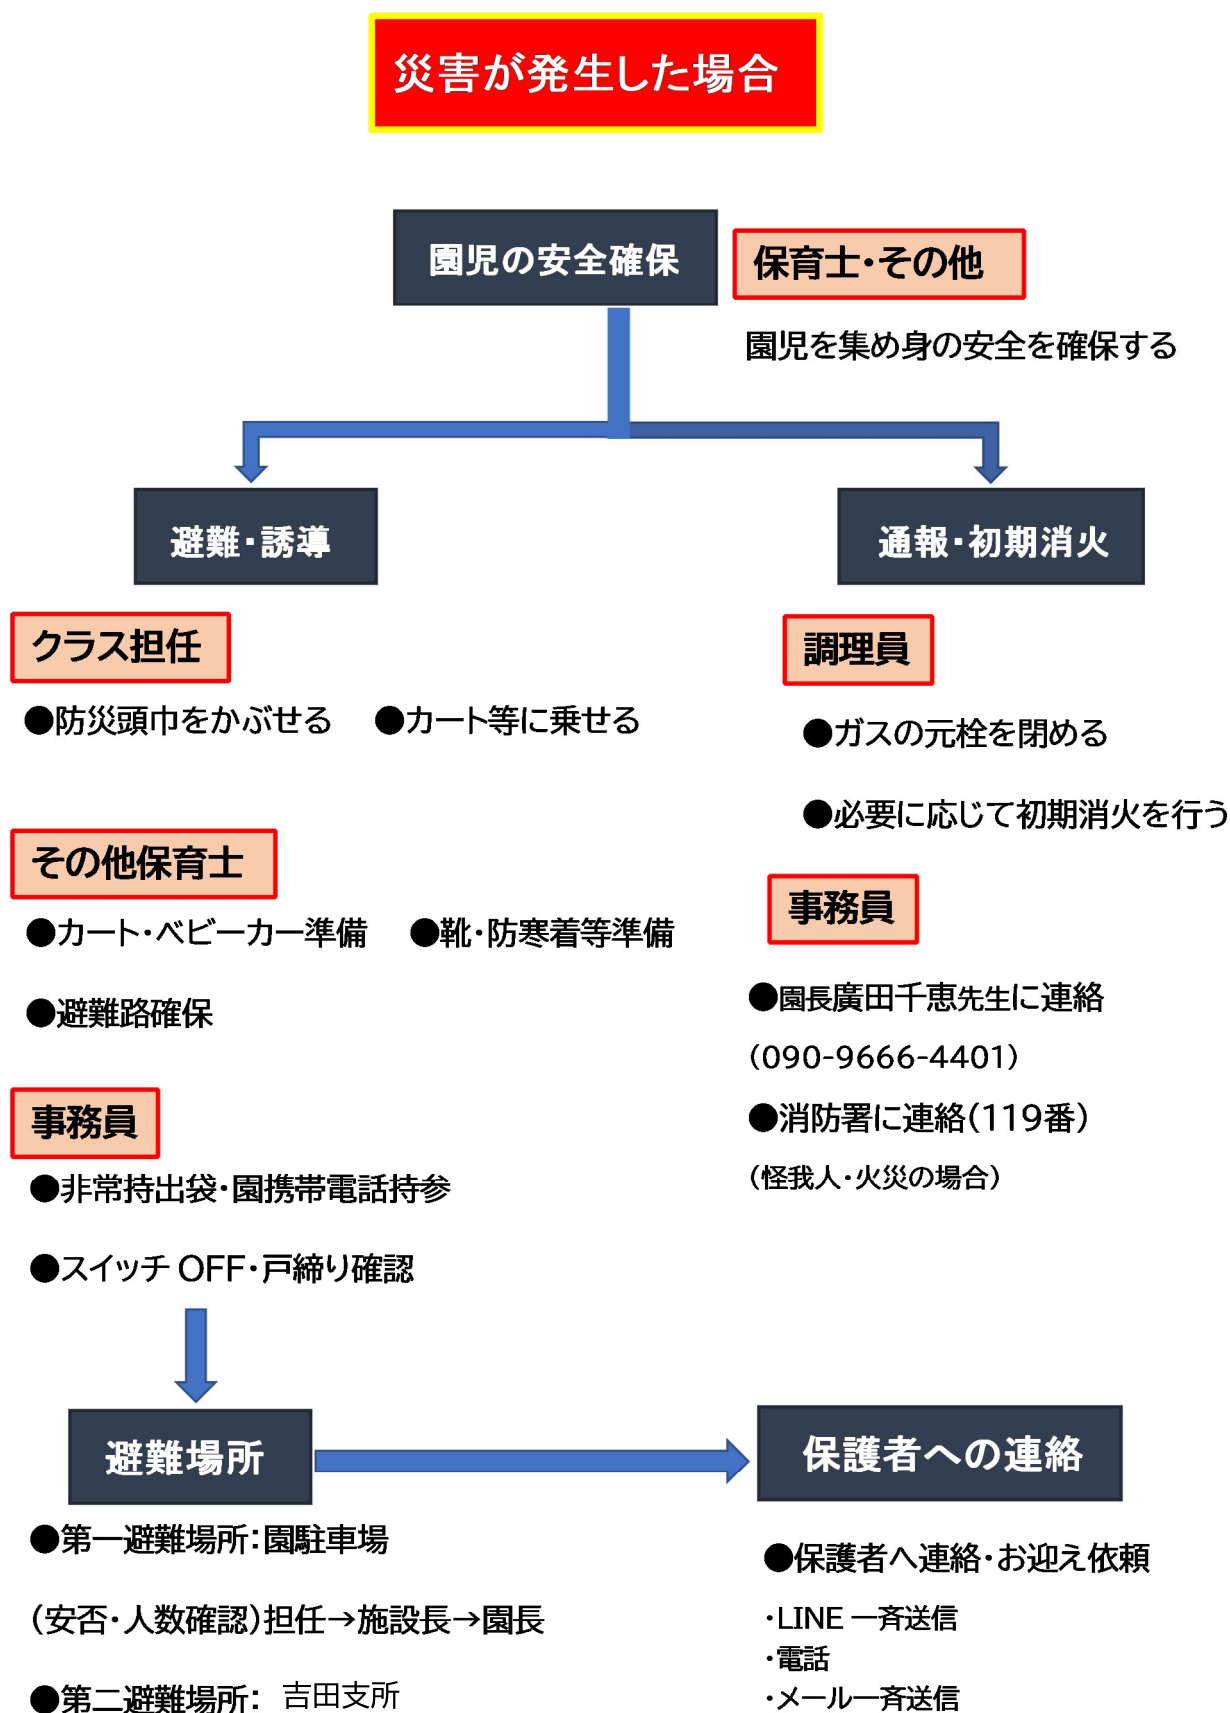 災害が発生した場合
園児の安全確保
保育士・その他
園児を集め身の安全を確保する
避難・誘導
クラス担任
●防災頭巾をかぶせる ●カート等に乗せる
その他保育士
●カート・ベビーカー準備 ●靴・防寒着等準備
●避難路確保
事務員
●非常持出袋・園携帯電話持参
●スイッチ OFF・戸締り確認
通報・初期消火
調理員
●ガスの元栓を閉める
●必要に応じて初期消火を行う
事務員
●園長廣田千恵先生に連絡
(090-9666-4401)
●消防署に連絡(119番)
(怪我人・火災の場合)
避難場所
●第一避難場所:園駐車場
(安否・人数確認)担任→施設長→園長
●第二避難場所: 吉田支所
保護者への連絡
●保護者へ連絡・お迎え依頼
・LINE 一斉送信
・電話
・メール一斉送信